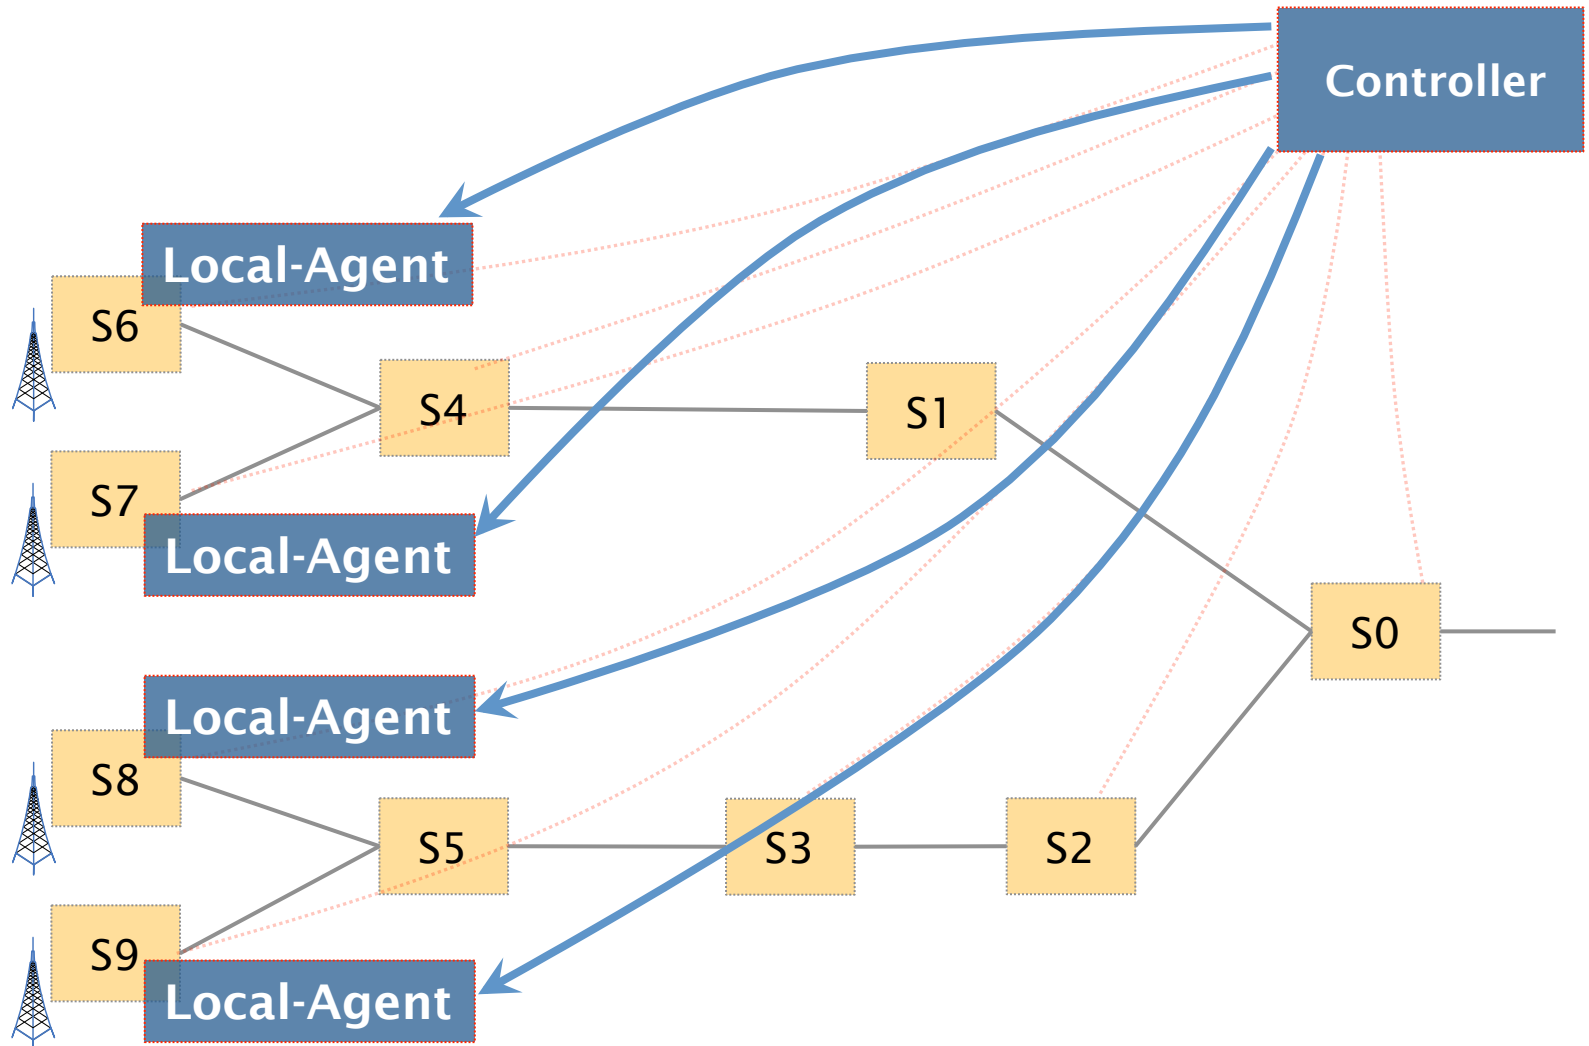 Controller
Local-Agent
S6
S4
S1
S7
Local-Agent
S0
Local-Agent
S8
S5
S3
S2
S9
Local-Agent